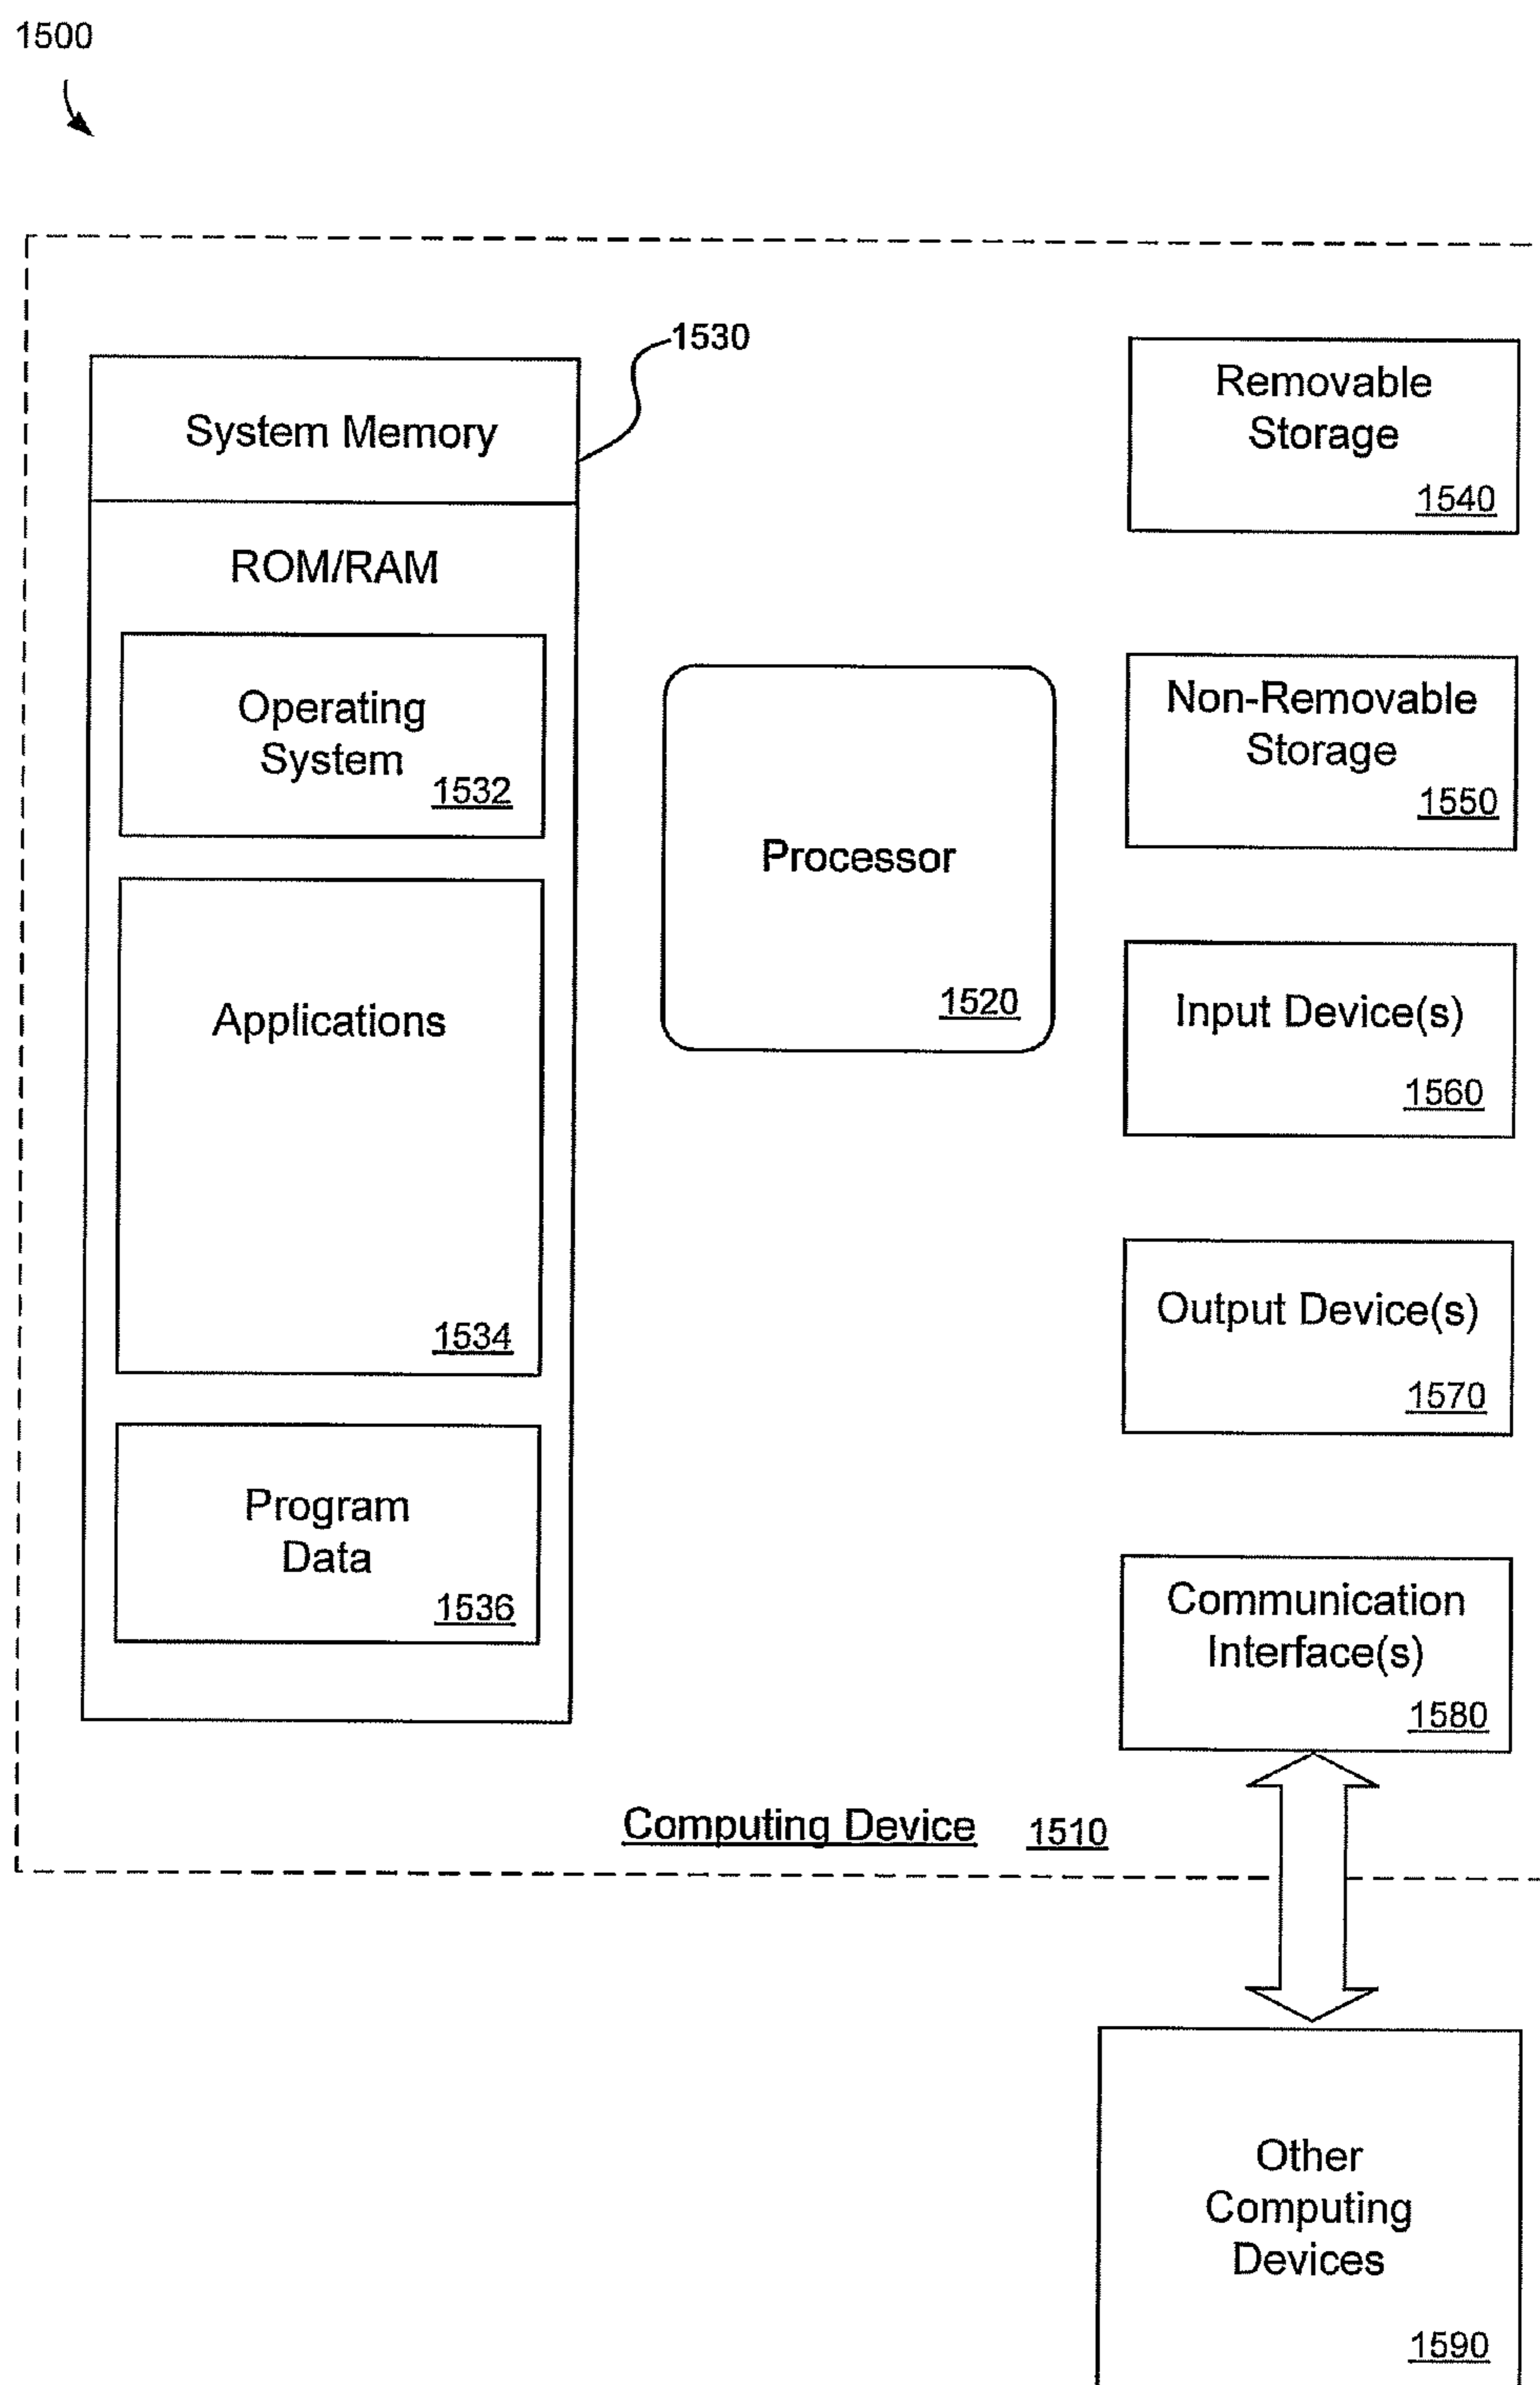 1500
1530
System Memory
ROM/RAM
Operating
System
1532
Applications
1534
Program
Data
1536
Processor
1520
Removable
Storage
1540
Non-Removable
Storage
1550
Input Device(s)
1560
Output Device(s)
1570
Communication
Interface(s)
1580
Computing Device 1510
Other
Computing
Devices
1590